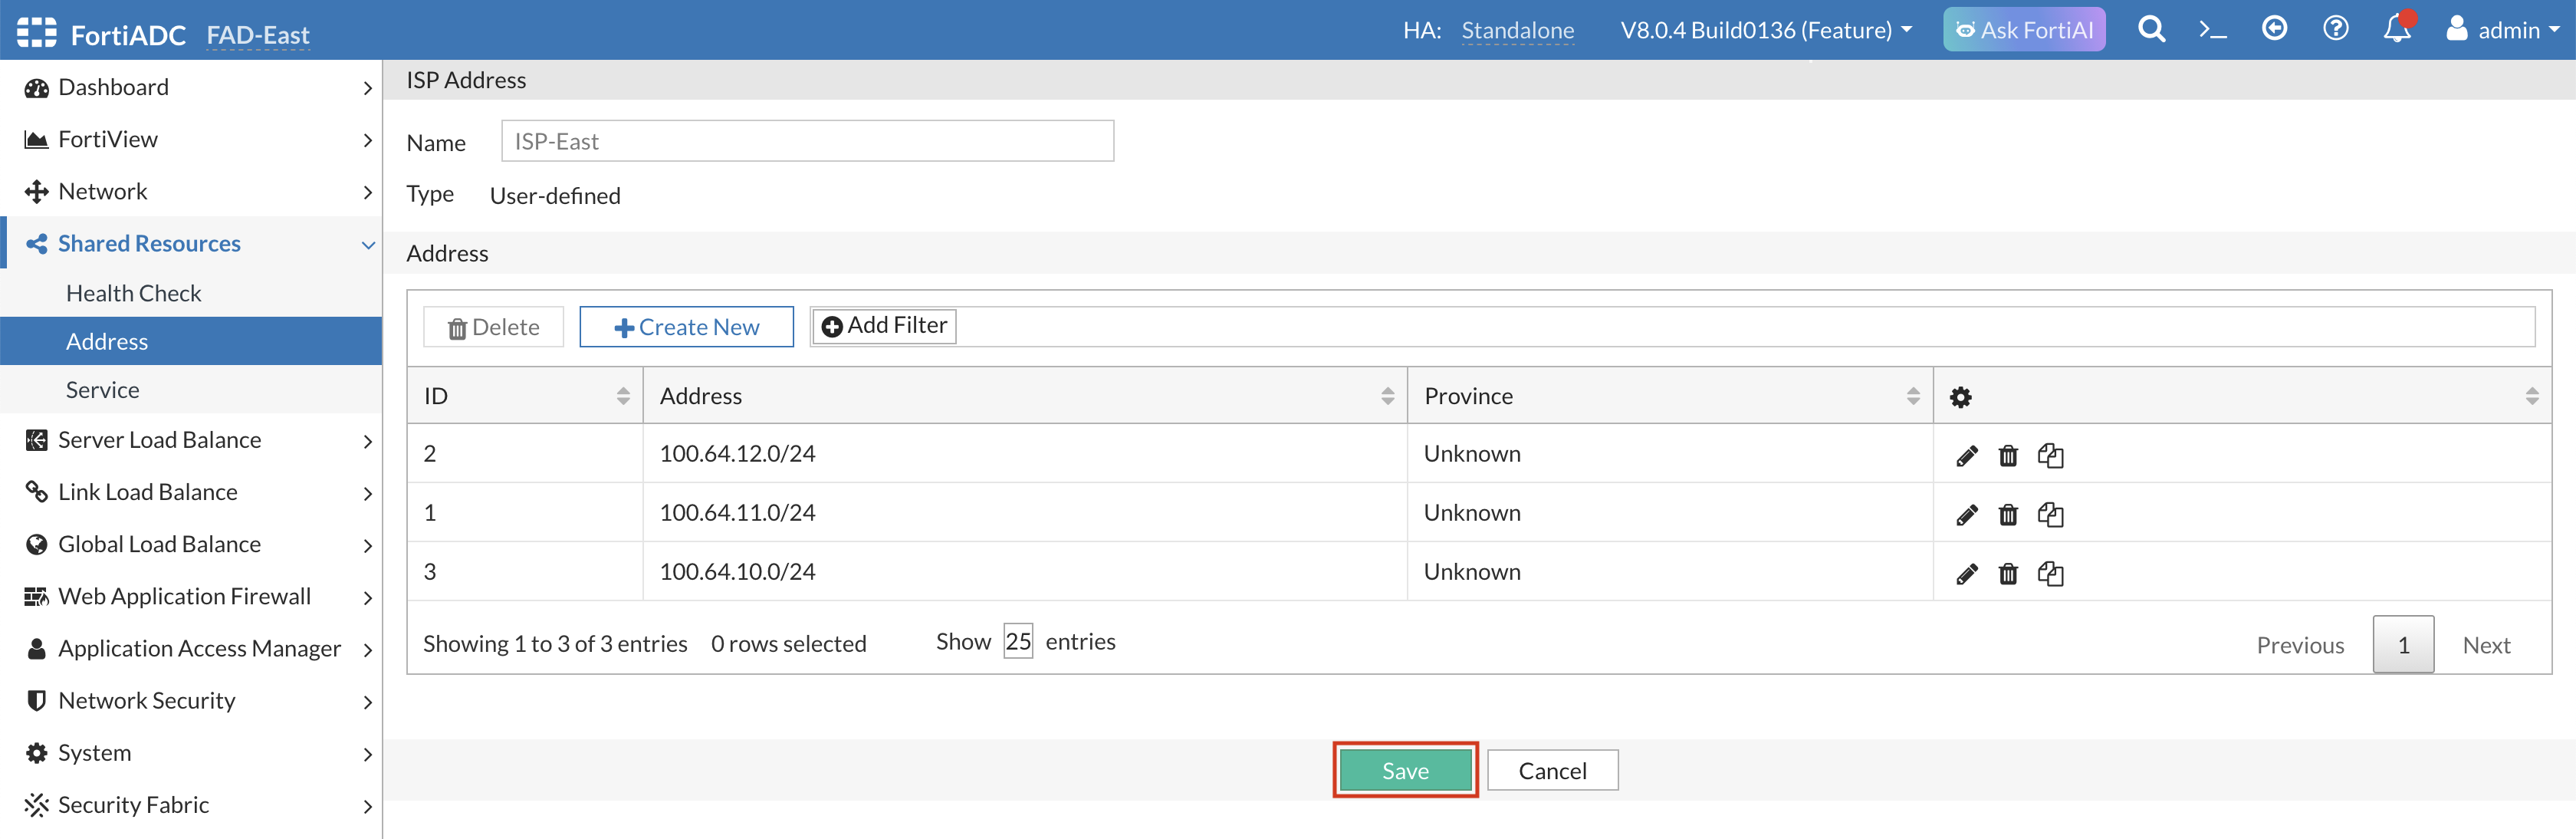 FortiADC FAD-East HA: Standalone V8.0.4 Build0136 (Feature) Ask FortiAI admin
Dashboard
FortiView
Network
Shared Resources
Health Check
Address
Service
Server Load Balance
Link Load Balance
Global Load Balance
Web Application Firewall
Application Access Manager
Network Security
System
Security Fabric
ISP Address
Name ISP-East
Type User-defined
Address
Delete Create New Add Filter
ID Address Province
2 100.64.12.0/24 Unknown
1 100.64.11.0/24 Unknown
3 100.64.10.0/24 Unknown
Showing 1 to 3 of 3 entries 0 rows selected Show 25 entries Previous 1 Next
Save Cancel